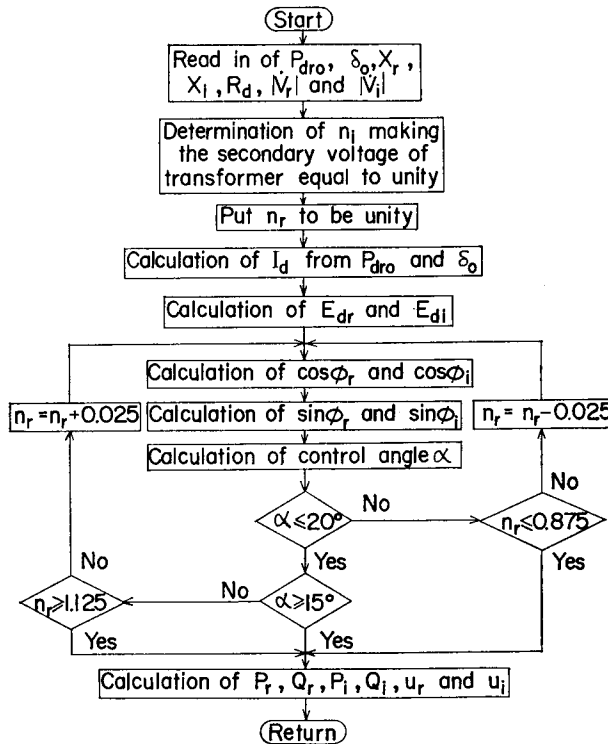 Start
Read in of P_dro, δ_o, X_r,
X_i, R_d, |V̇_r| and |V̇_i|
Determination of n_i making
the secondary voltage of
transformer equal to unity
Put n_r to be unity
Calculation of I_d from P_dro and δ_o
Calculation of E_dr and E_di
Calculation of cosϕ_r and cosϕ_i
n_r = n_r+0.025
Calculation of sinϕ_r and sinϕ_i
n_r = n_r−0.025
Calculation of control angle α
No
α≤20°
No
n_r≤0.875
Yes
Yes
No
No
n_r≥1.125
α≥15°
Yes
Yes
Calculation of P_r, Q_r, P_i, Q_i, u_r and u_i
Return